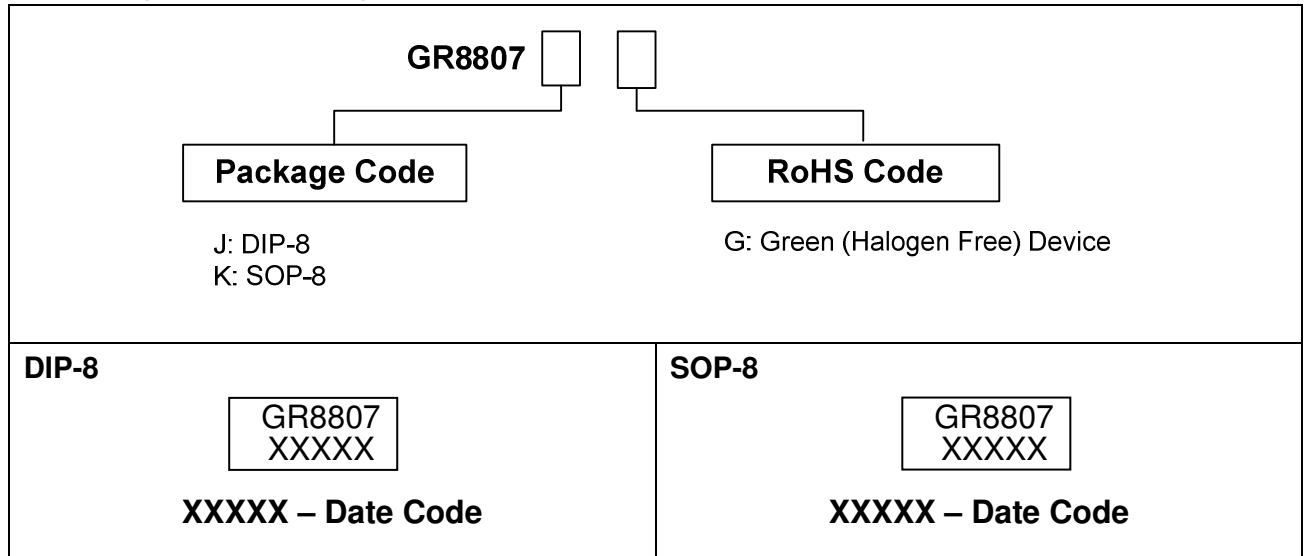 GR8807
Package Code
RoHS Code
J: DIP-8
K: SOP-8
G: Green (Halogen Free) Device
DIP-8
GR8807
XXXXX
XXXXX – Date Code
SOP-8
GR8807
XXXXX
XXXXX – Date Code